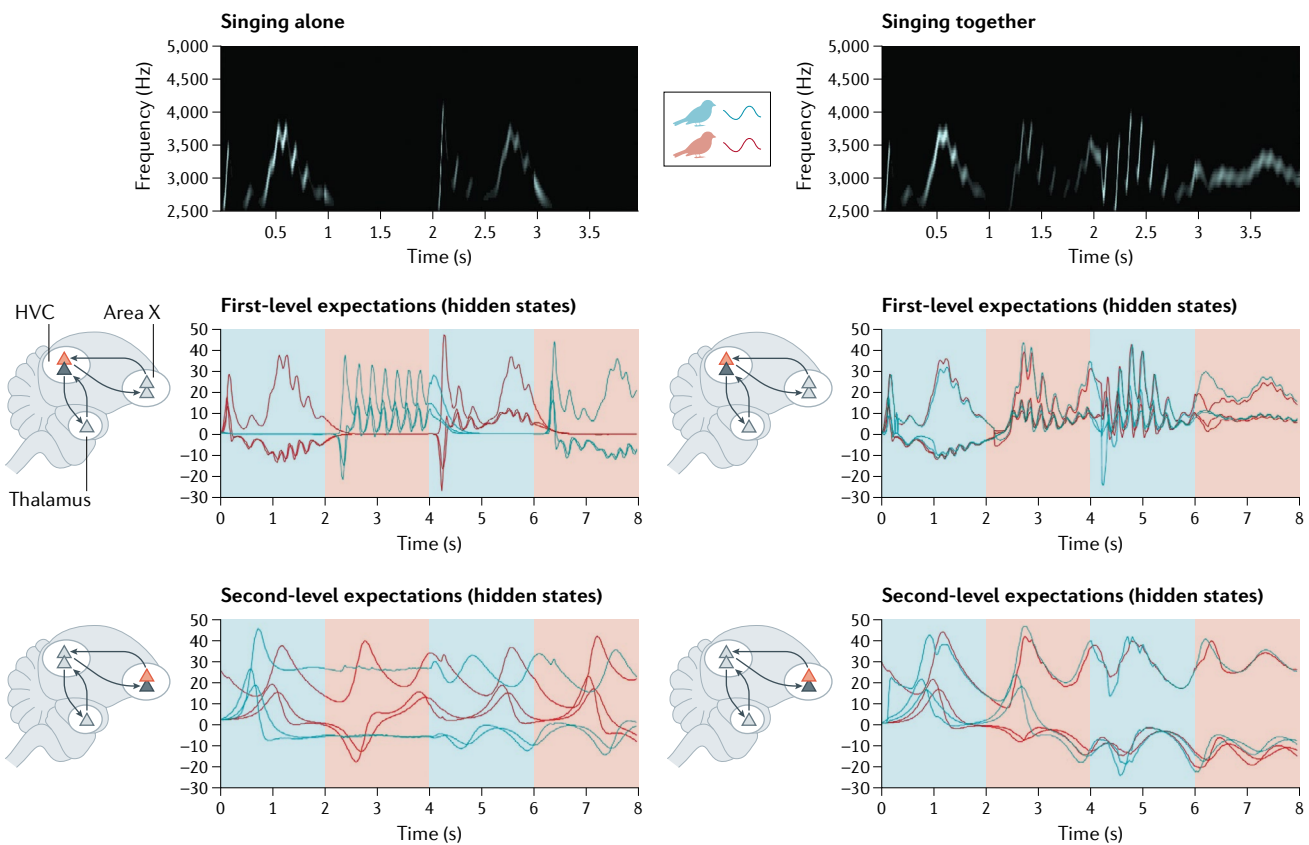 Singing alone
5,000
4,500
4,000
3,500
3,000
2,500
Frequency (Hz)
0.5 1 1.5 2 2.5 3 3.5
Time (s)
Singing together
5,000
4,500
4,000
3,500
3,000
2,500
Frequency (Hz)
0.5 1 1.5 2 2.5 3 3.5
Time (s)
HVC
Area X
Thalamus
First-level expectations (hidden states)
50
40
30
20
10
0
–10
–20
–30
0 1 2 3 4 5 6 7 8
Time (s)
First-level expectations (hidden states)
50
40
30
20
10
0
–10
–20
–30
0 1 2 3 4 5 6 7 8
Time (s)
Second-level expectations (hidden states)
50
40
30
20
10
0
–10
–20
–30
0 1 2 3 4 5 6 7 8
Time (s)
Second-level expectations (hidden states)
50
40
30
20
10
0
–10
–20
–30
0 1 2 3 4 5 6 7 8
Time (s)